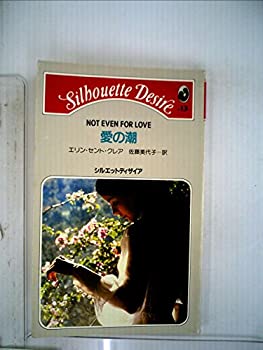 Silhouette Desire
NOT EVEN FOR LOVE
愛の潮
エリン・セント・クレア 佐藤美代子─訳
シルエットディザイア